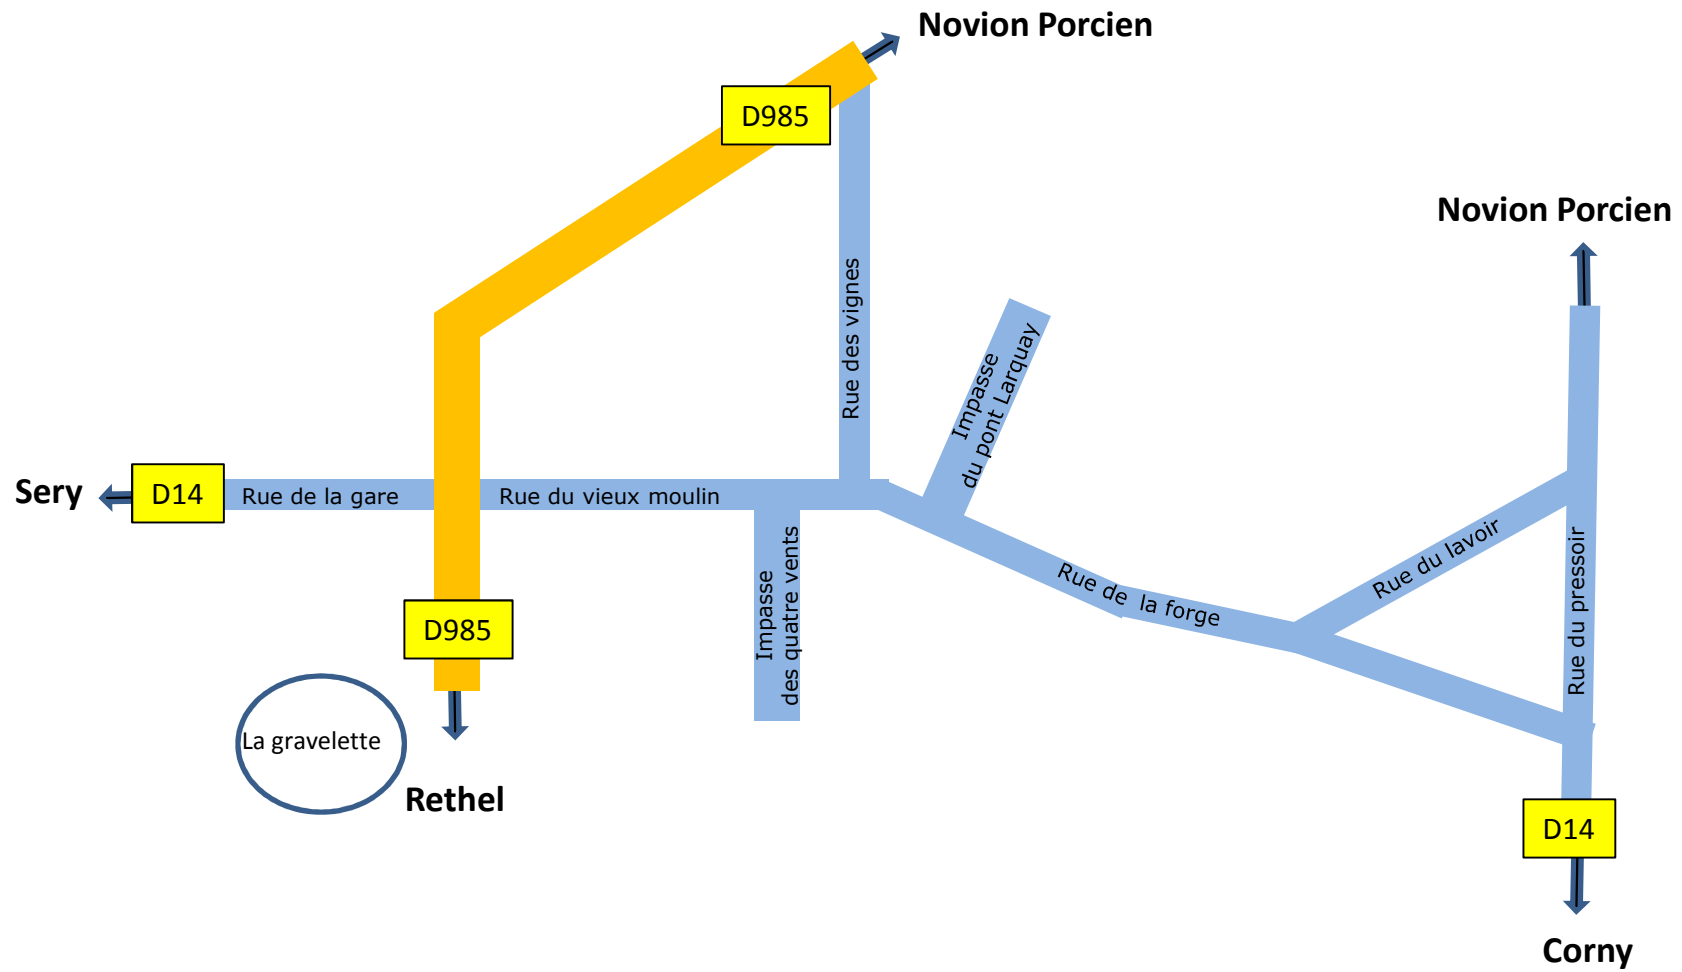 Novion Porcien
D985
Novion Porcien
Rue des vignes
Impasse
du pont Larquay
Sery
D14
Rue de la gare
Rue du vieux moulin
Impasse
des quatre vents
Rue de la forge
Rue du lavoir
Rue du pressoir
D985
La gravelette
Rethel
D14
Corny